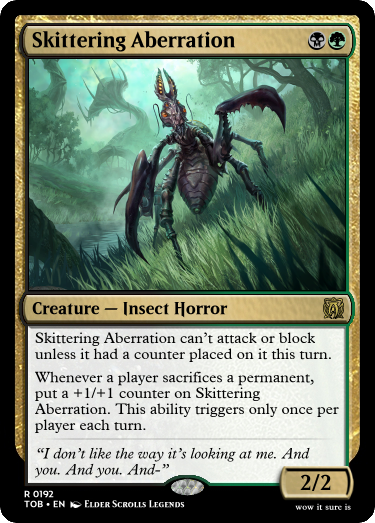 Skittering Aberration
Creature — Insect Horror
Skittering Aberration can't attack or block
unless it had a counter placed on it this turn.
Whenever a player sacrifices a permanent,
put a +1/+1 counter on Skittering
Aberration. This ability triggers only once per
player each turn.
"I don't like the way it's looking at me. And
you. And you. And-"
2/2
R 0192
TOB • EN Elder Scrolls Legends
wow it sure is